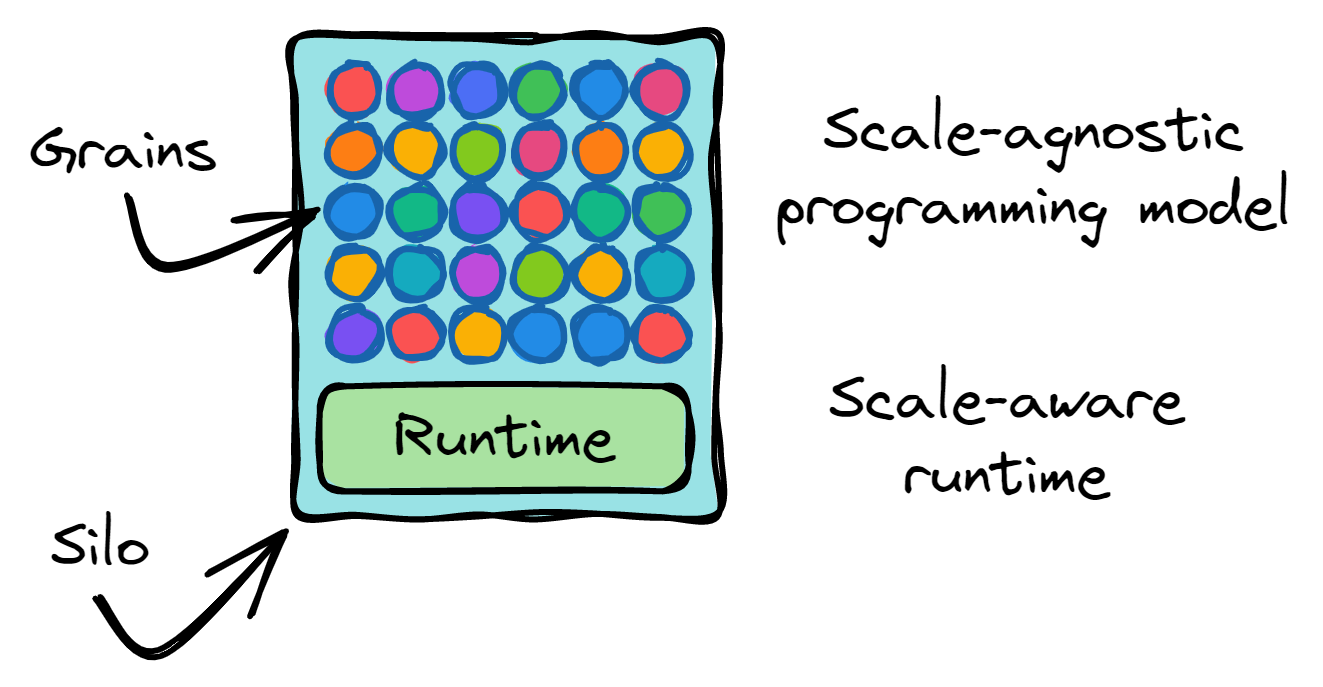 Grains
Scale-agnostic
programming model
Runtime
Scale-aware
runtime
Silo